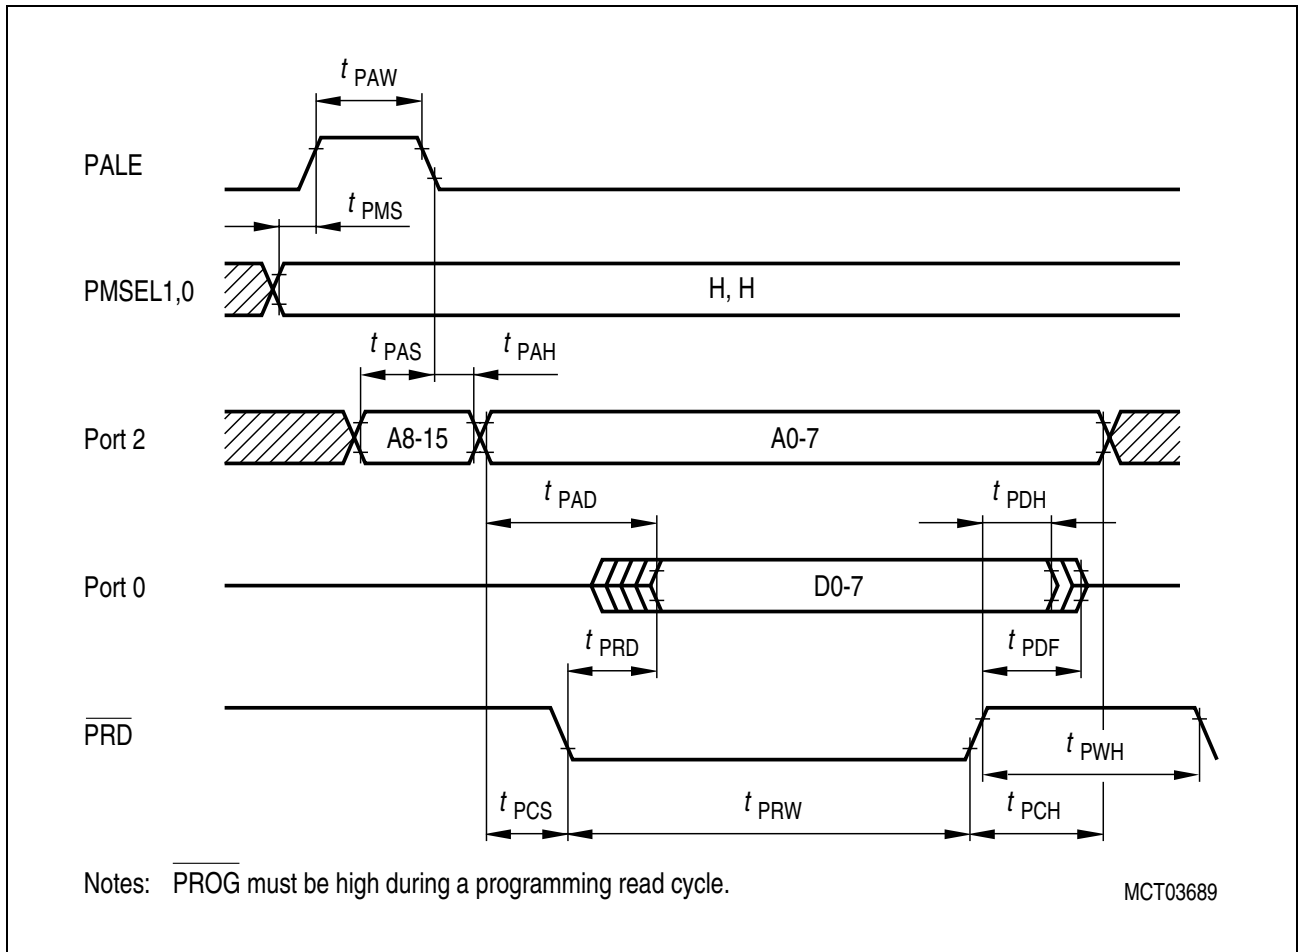 t PAW
PALE
t PMS
PMSEL1,0
H, H
t PAS
t PAH
Port 2
A8-15
A0-7
t PAD
t PDH
Port 0
D0-7
t PRD
t PDF
PRD
t PWH
t PCS
t PRW
t PCH
Notes: PROG must be high during a programming read cycle.
MCT03689